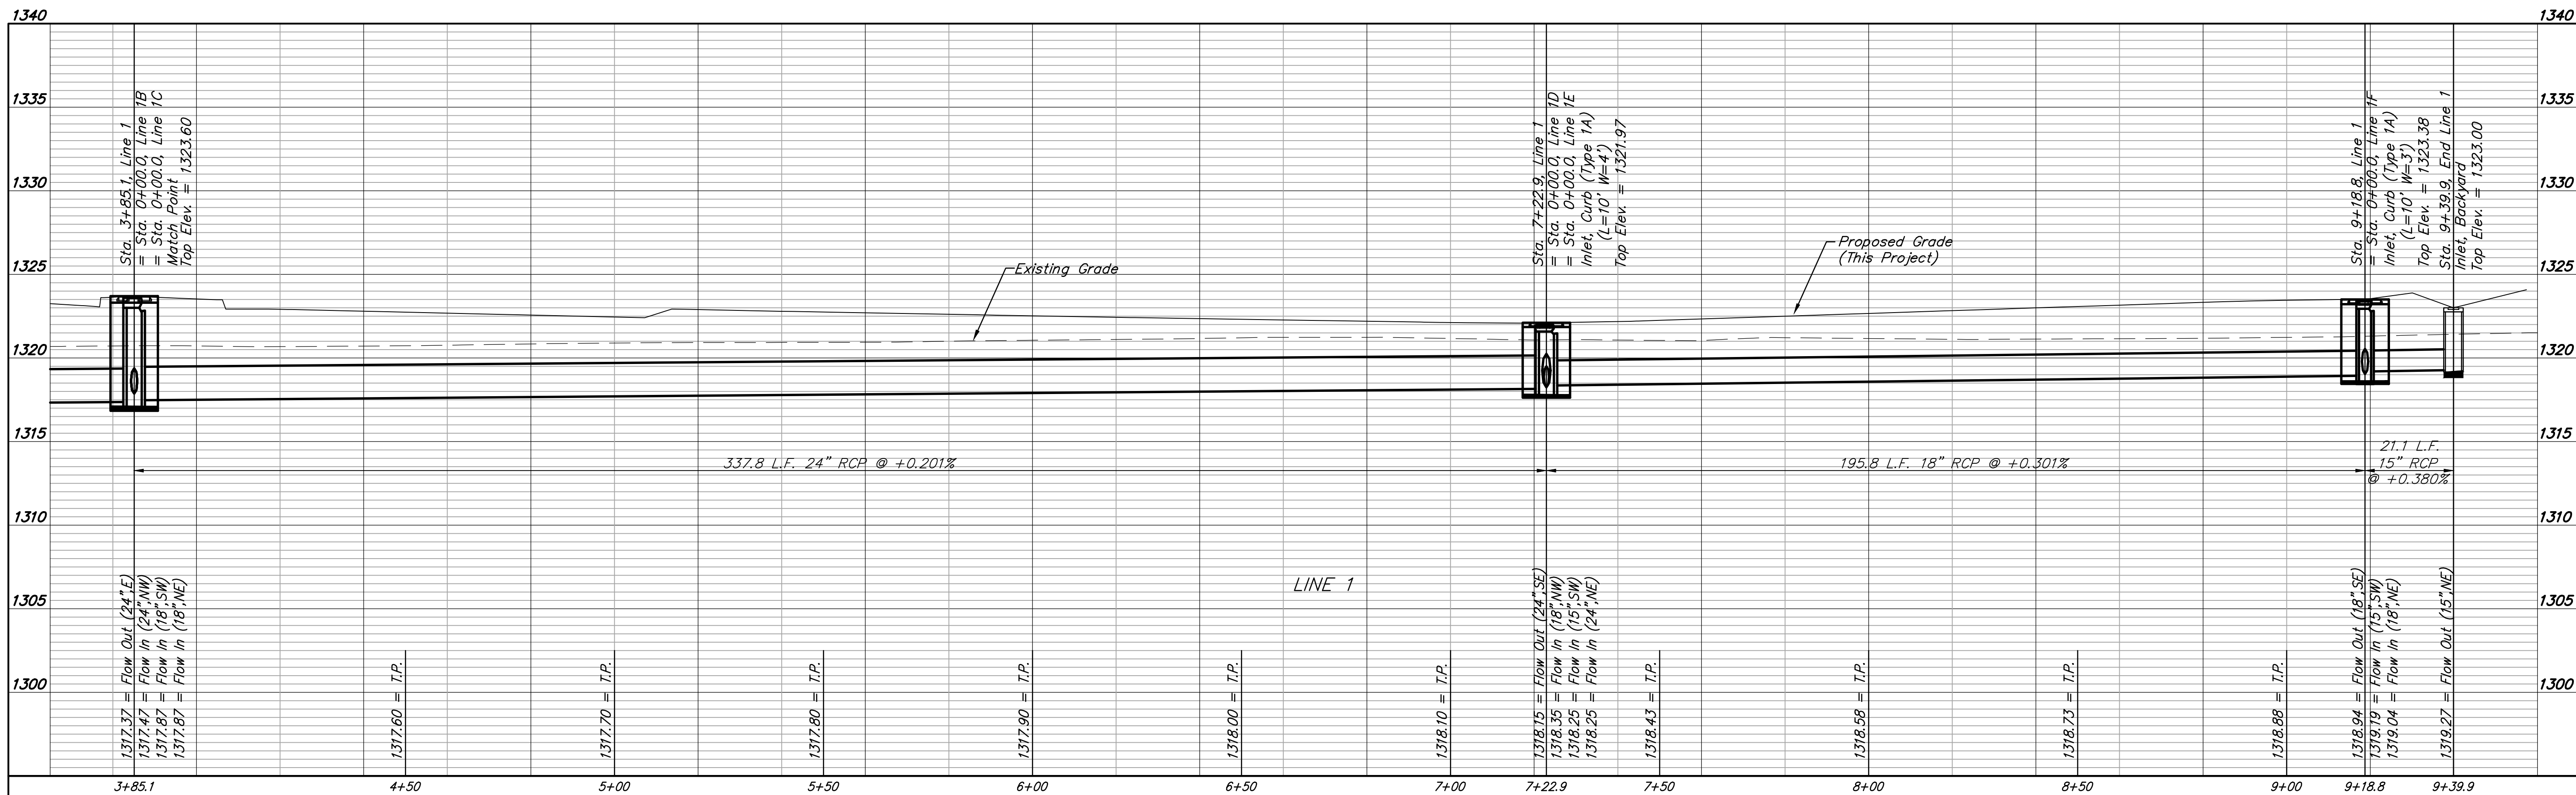 1340
1340
1335
1335
1330
1330
1325
1325
1320
1320
1315
1315
1310
1310
1305
1305
1300
1300
Sta. 3+85.1, Line 1
= Sta. 0+00.0, Line 1B
= Sta. 0+00.0, Line 1C
Match Point
Top Elev. = 1323.60
Sta. 7+22.9, Line 1
= Sta. 0+00.0, Line 1D
= Sta. 0+00.0, Line 1E
Inlet, Curb (Type 1A)
(L=10' W=4')
Top Elev. = 1321.97
Sta. 9+18.8, Line 1
= Sta. 0+00.0, Line 1F
Inlet, Curb (Type 1A)
(L=10' W=3')
Top Elev. = 1323.38
Sta. 9+39.9, End Line 1
Inlet, Backyard
Top Elev. = 1323.00
Existing Grade
Proposed Grade
(This Project)
337.8 L.F. 24" RCP @ +0.201%
195.8 L.F. 18" RCP @ +0.301%
21.1 L.F.
15" RCP
@ +0.380%
LINE 1
1317.37 = Flow Out (24",E)
1317.47 = Flow In (24",NW)
1317.87 = Flow In (18",SW)
1317.87 = Flow In (18",NE)
1317.60 = T.P.
1317.70 = T.P.
1317.80 = T.P.
1317.90 = T.P.
1318.00 = T.P.
1318.10 = T.P.
1318.15 = Flow Out (24",SE)
1318.35 = Flow In (18",NW)
1318.25 = Flow In (15",SW)
1318.25 = Flow In (24",NE)
1318.43 = T.P.
1318.58 = T.P.
1318.73 = T.P.
1318.88 = T.P.
1318.94 = Flow Out (18",SE)
1319.19 = Flow In (15",SW)
1319.04 = Flow In (18",NE)
1319.27 = Flow Out (15",NE)
3+85.1
4+50
5+00
5+50
6+00
6+50
7+00
7+22.9
7+50
8+00
8+50
9+00
9+18.8
9+39.9